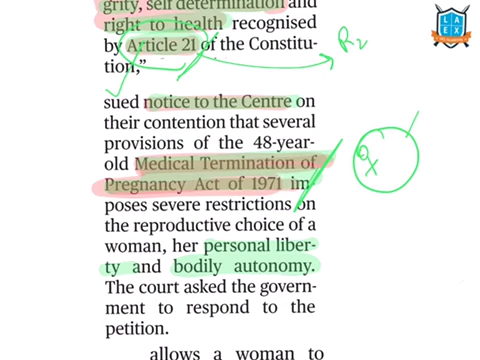 grity, self determination and
right to health recognised
by Article 21 of the Constitu-
tion,”
R2
sued notice to the Centre on
their contention that several
provisions of the 48-year-
old Medical Termination of
Pregnancy Act of 1971 im-
poses severe restrictions on
the reproductive choice of a
woman, her personal liber-
ty and bodily autonomy.
The court asked the govern-
ment to respond to the
petition.
allows a woman to
LA
EX